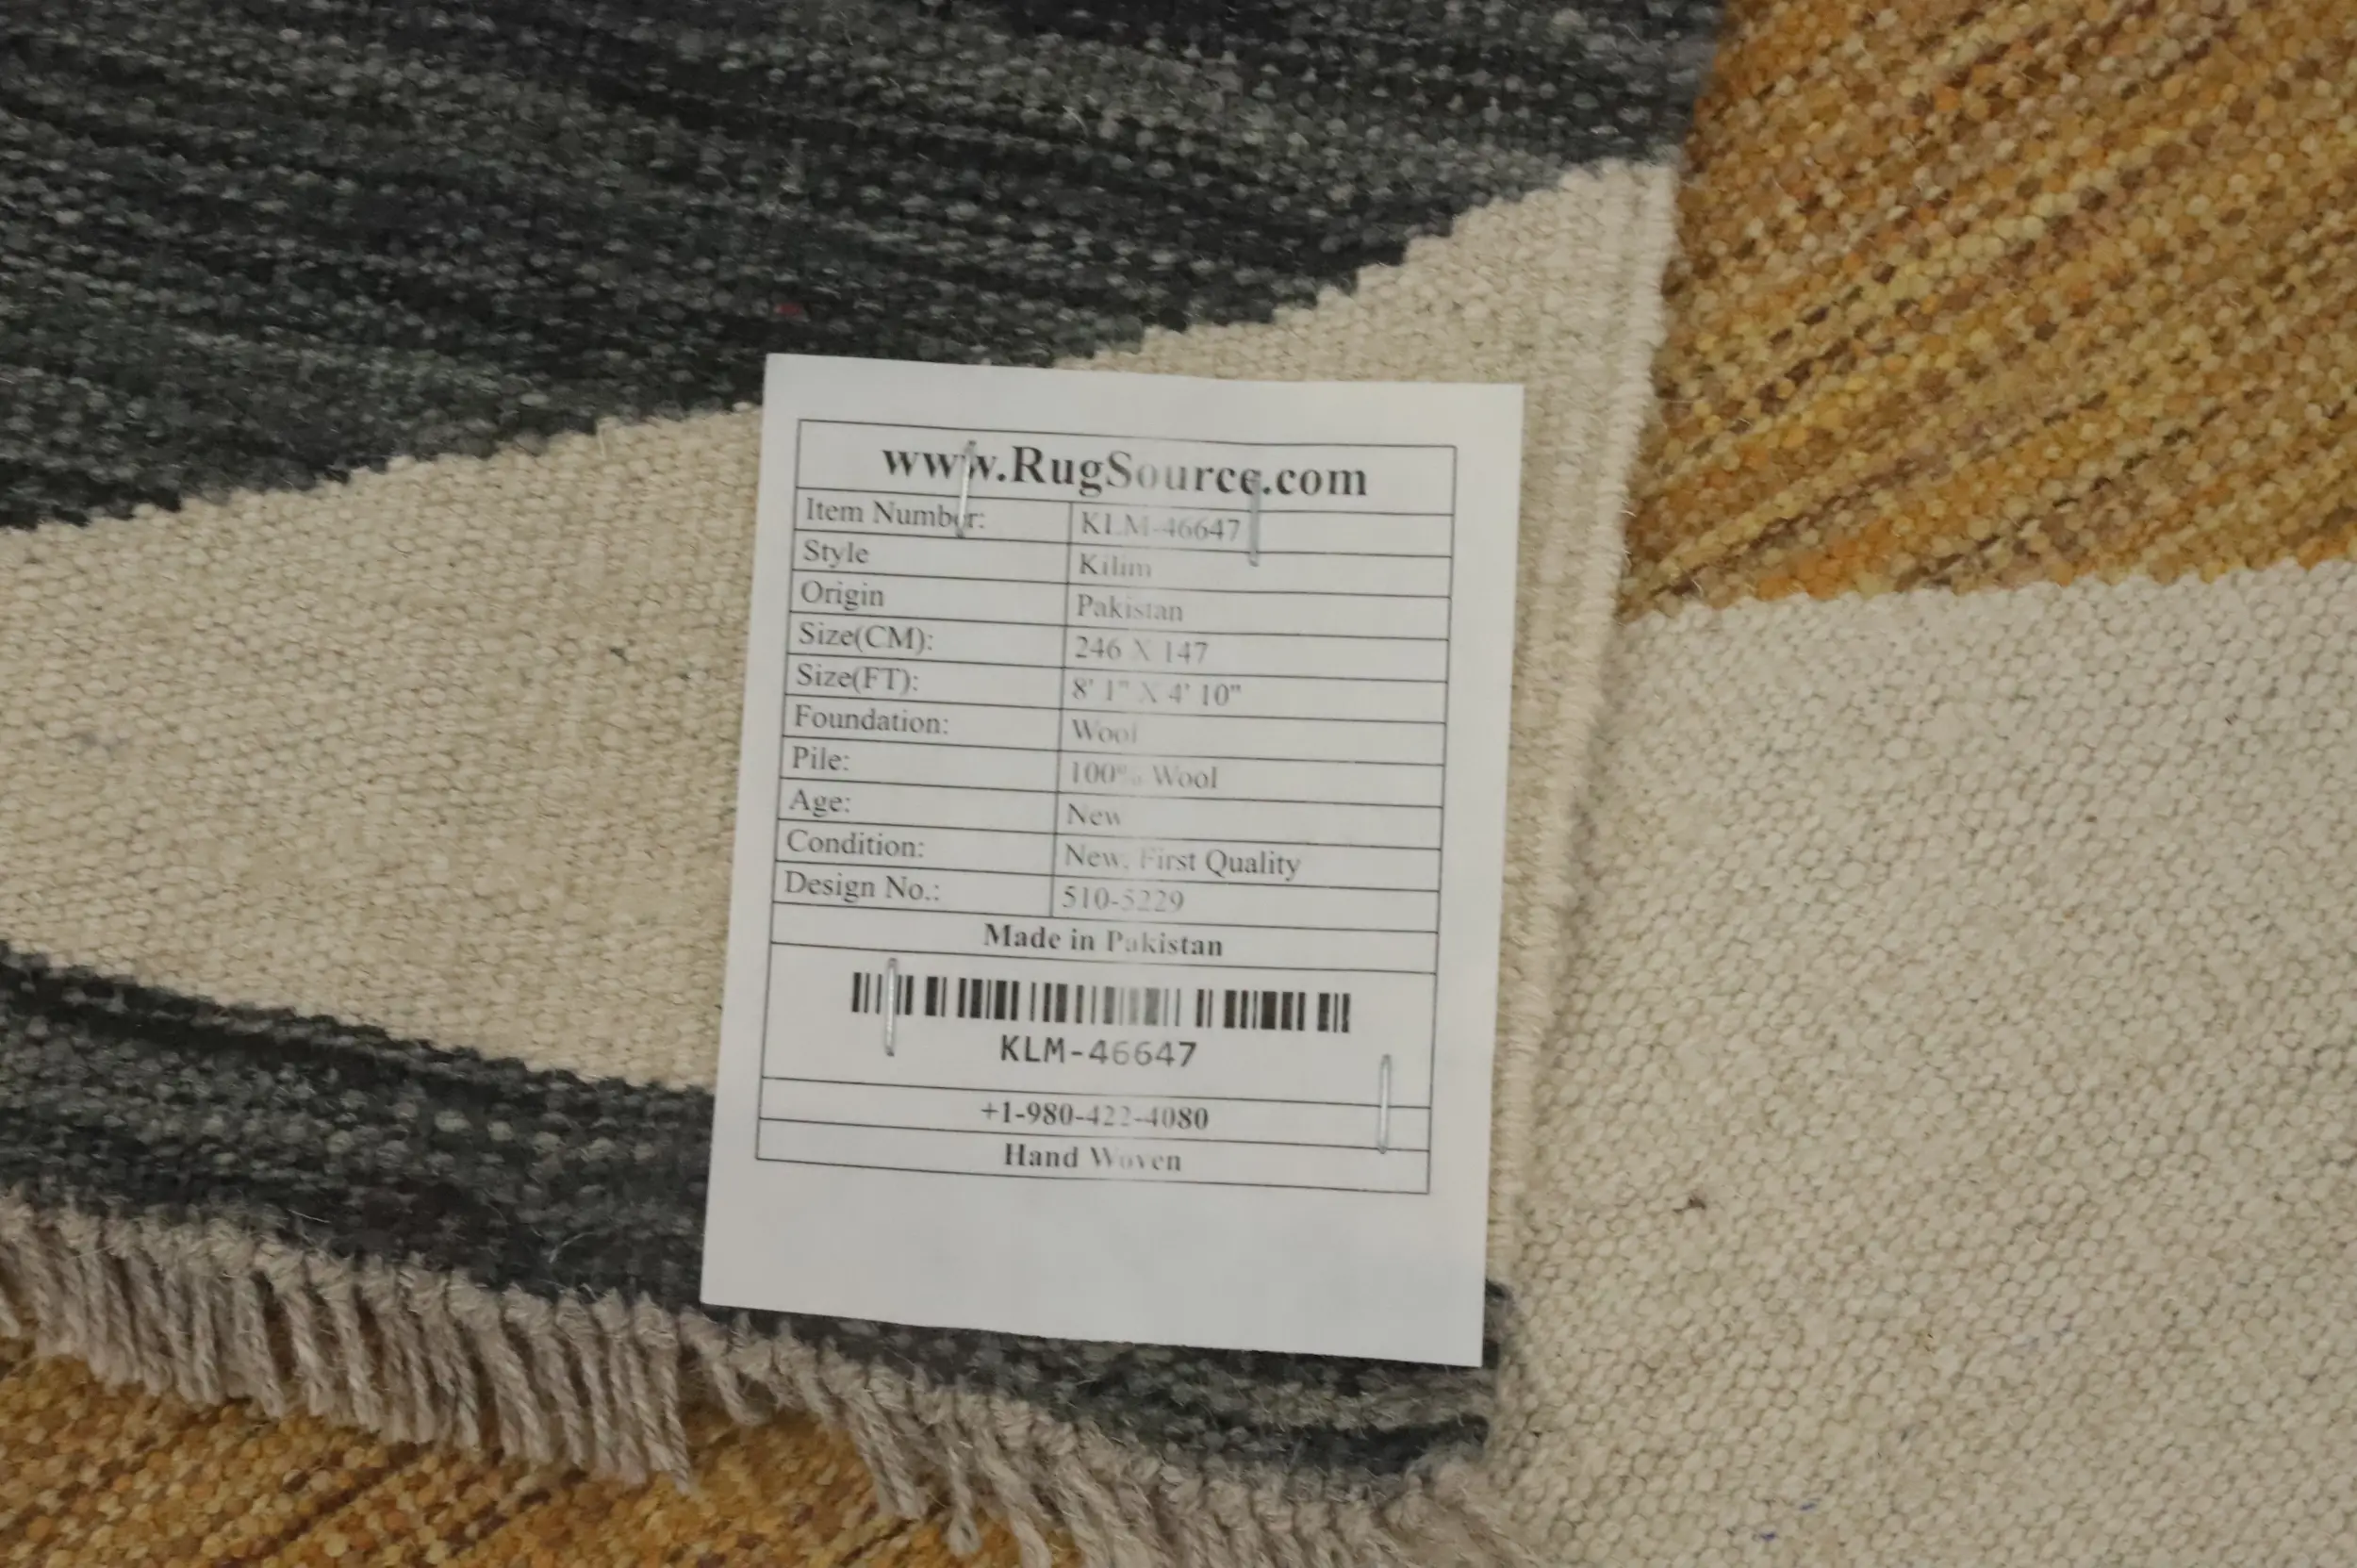 www.RugSource.com
Item Number: KLM-46647
Style Kilim
Origin Pakistan
Size(CM): 246 X 147
Size(FT): 8' 1" X 4' 10"
Foundation: Wool
Pile: 100% Wool
Age: New
Condition: New, First Quality
Design No.: 510-5229
Made in Pakistan
KLM-46647
+1-980-422-4080
Hand Woven